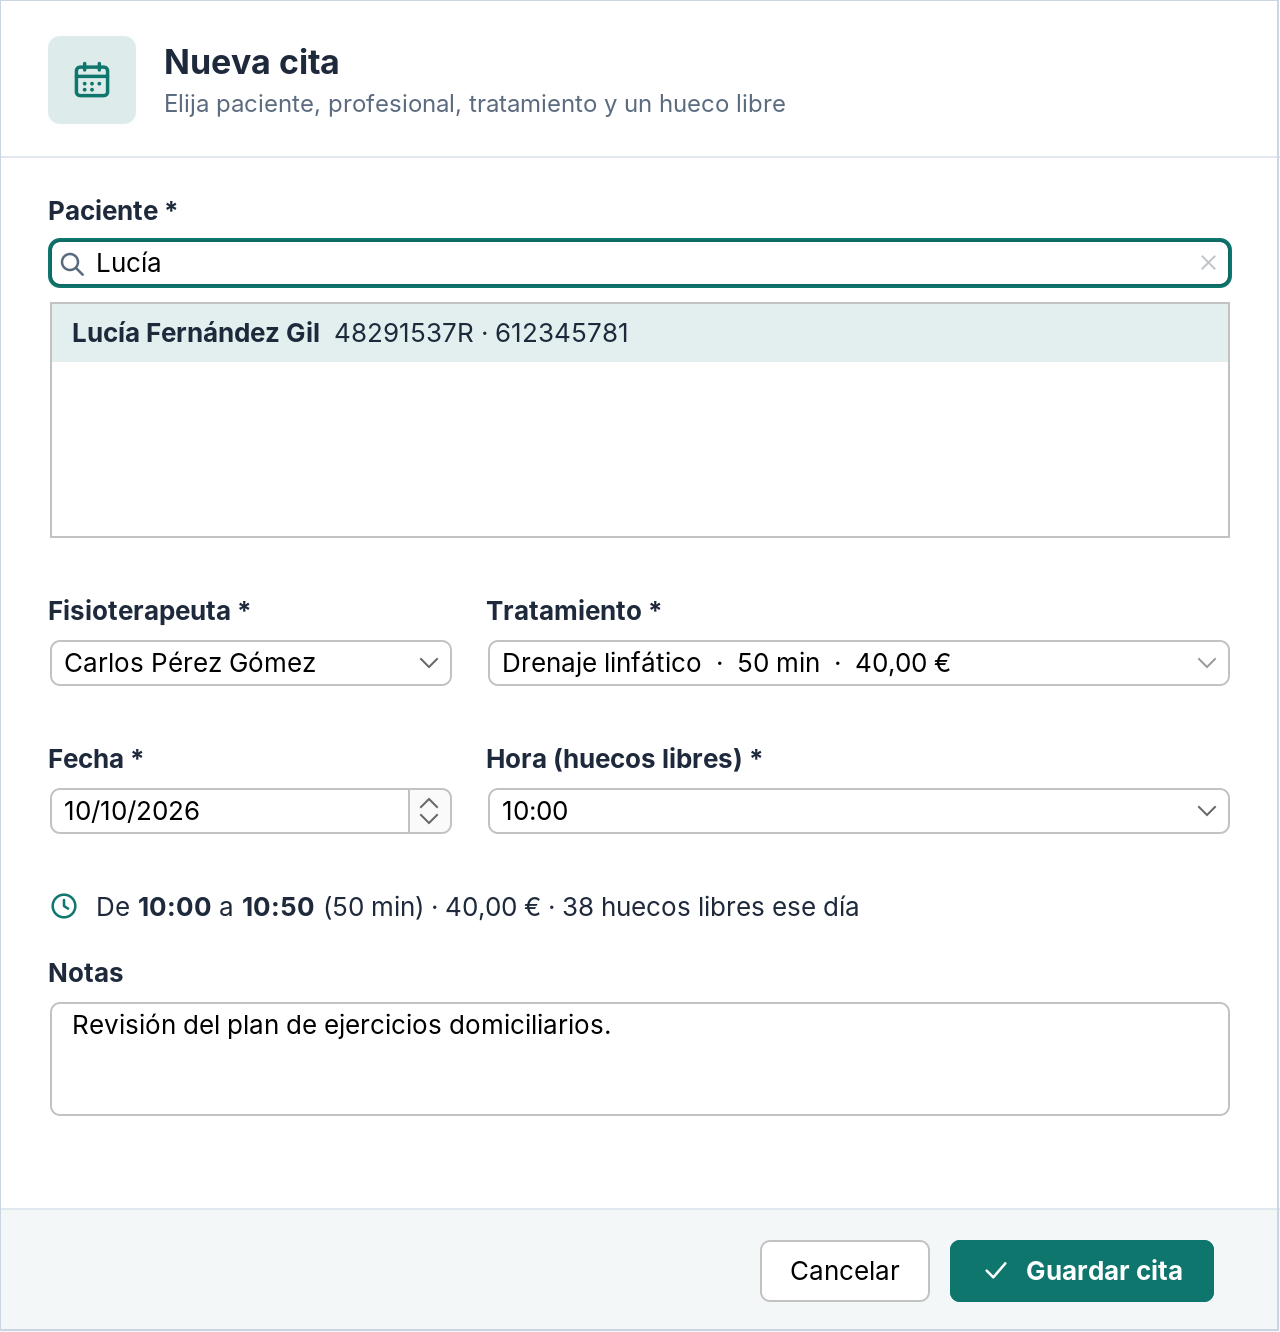 Nueva cita
Elija paciente, profesional, tratamiento y un hueco libre
Paciente *
Lucía
Lucía Fernández Gil 48291537R · 612345781
Fisioterapeuta *
Tratamiento *
Carlos Pérez Gómez
Drenaje linfático · 50 min · 40,00 €
Fecha *
Hora (huecos libres) *
10/10/2026
10:00
De 10:00 a 10:50 (50 min) · 40,00 € · 38 huecos libres ese día
Notas
Revisión del plan de ejercicios domiciliarios.
Cancelar
Guardar cita